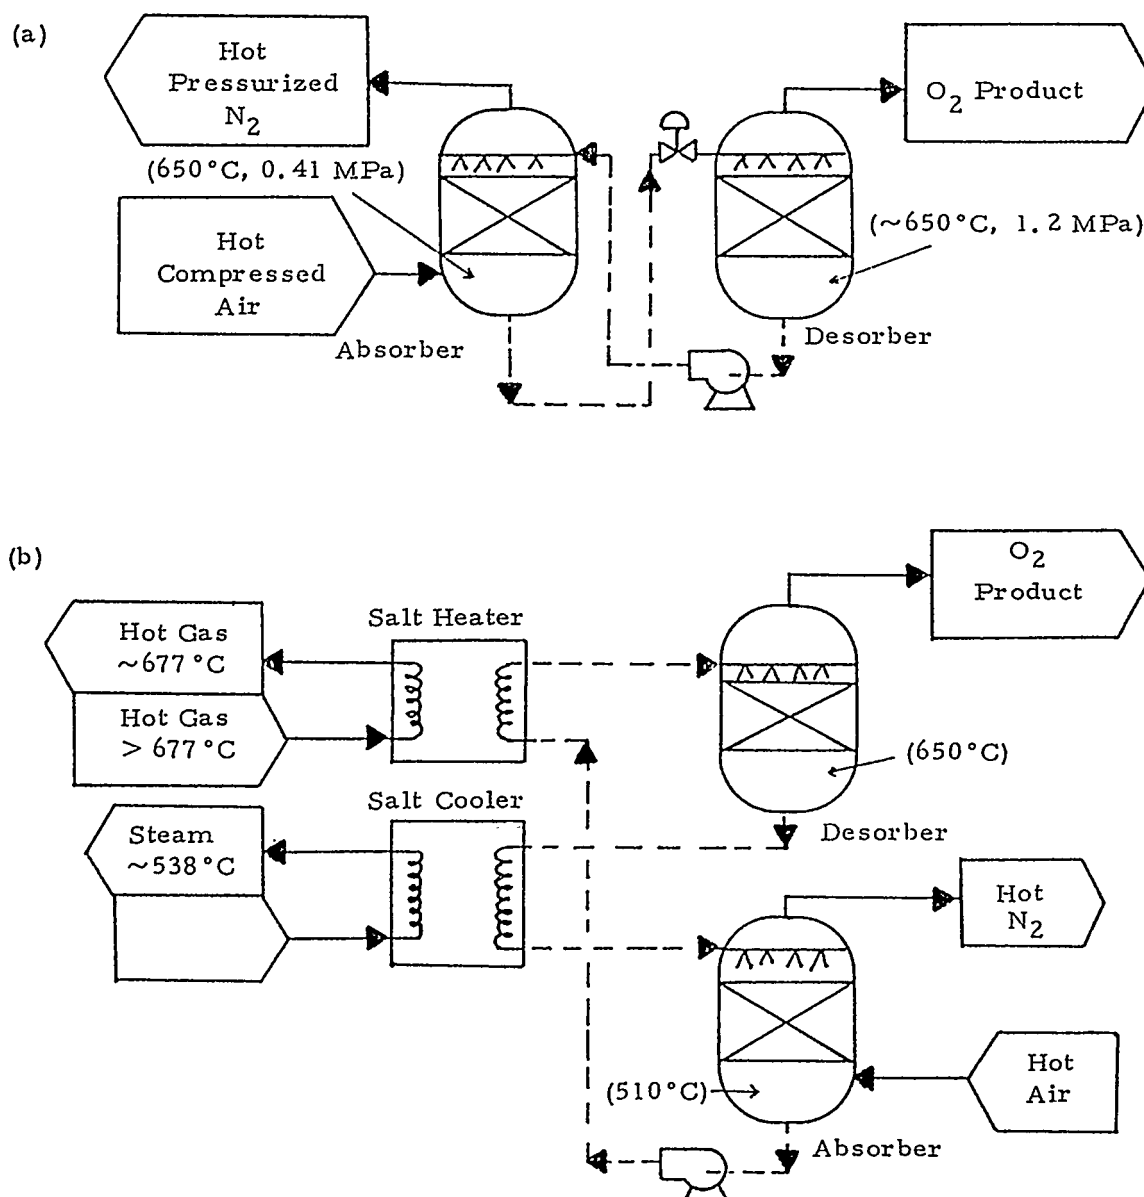 (a)
Hot
Pressurized
N2
(650°C, 0.41 MPa)
Hot
Compressed
Air
Absorber
O2 Product
(~650°C, 1.2 MPa)
Desorber
(b)
Hot Gas
~677°C
Hot Gas
> 677°C
Salt Heater
Steam
~538°C
Salt Cooler
O2
Product
(650°C)
Desorber
Hot
N2
Hot
Air
(510°C)
Absorber